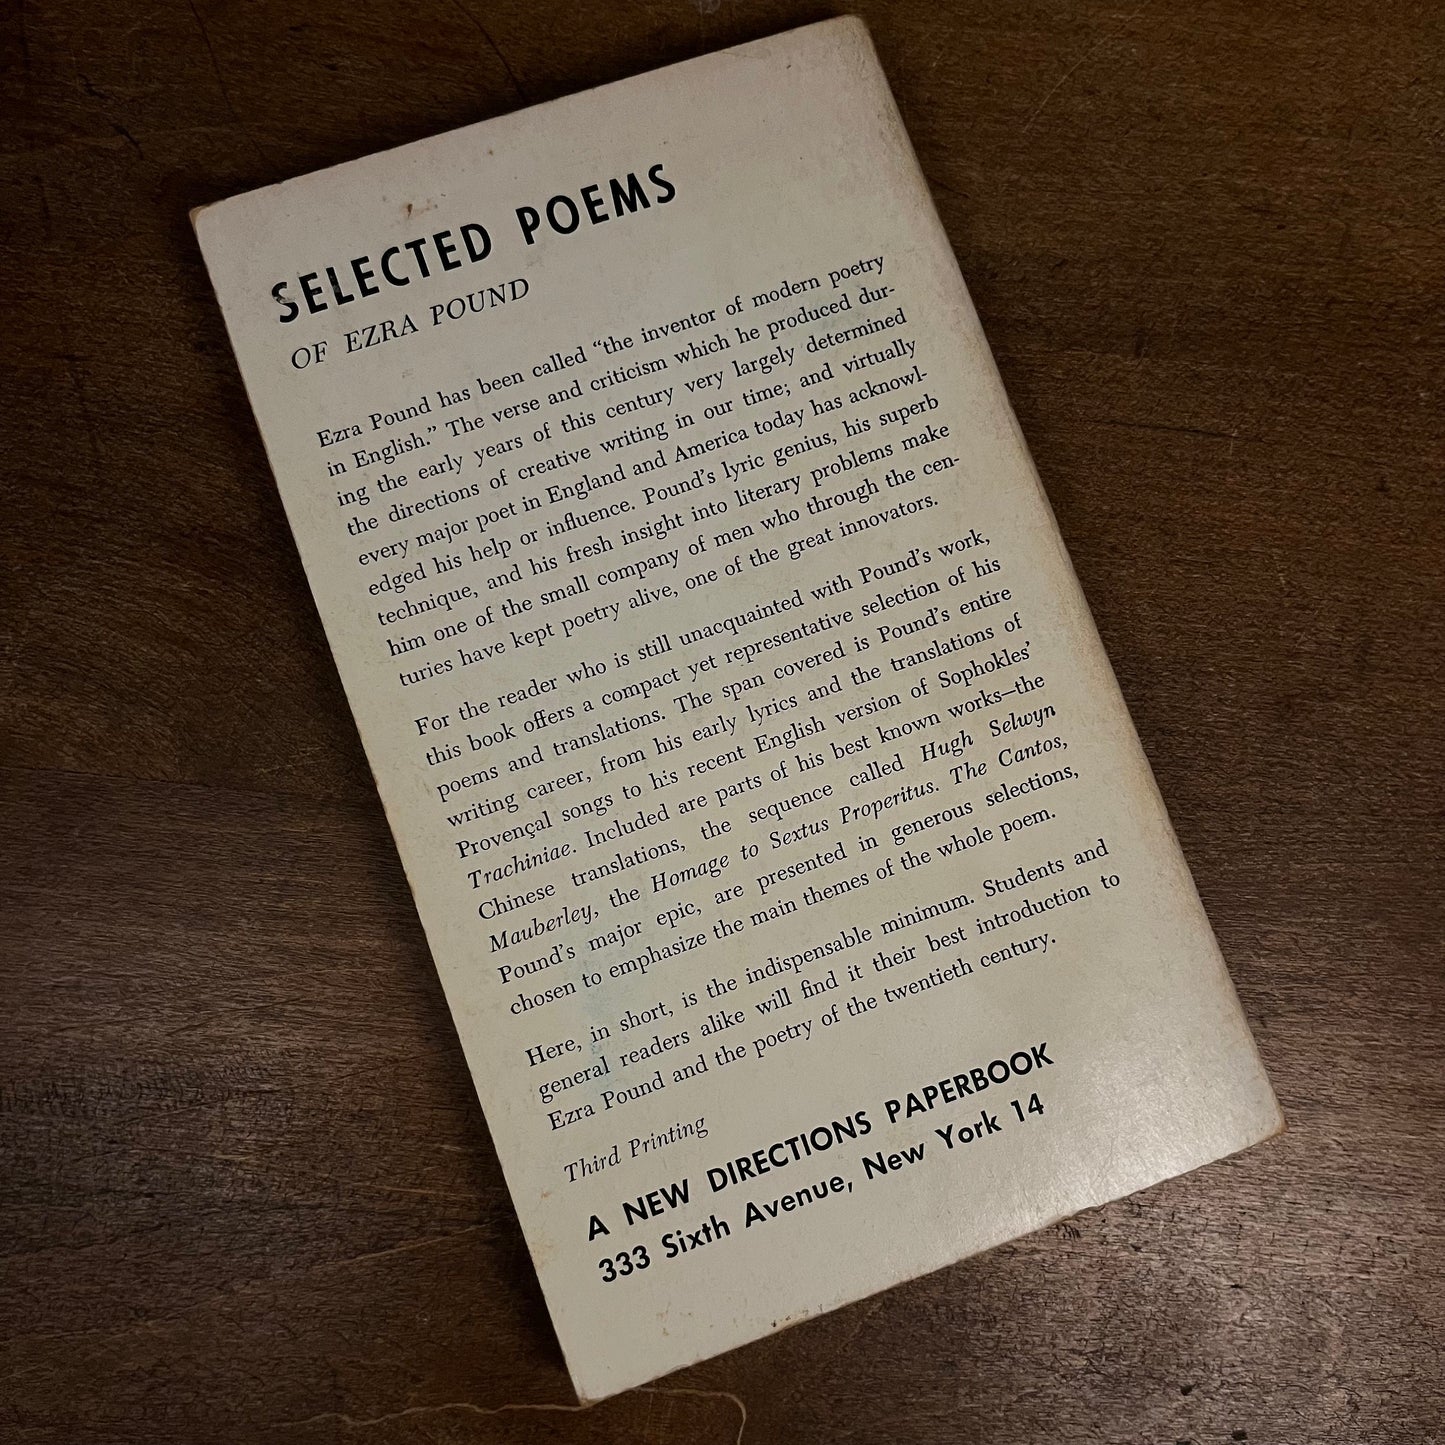 SELECTED POEMS
OF EZRA POUND
Ezra Pound has been called “the inventor of modern poetry
in English.” The verse and criticism which he produced dur-
ing the early years of this century very largely determined
the directions of creative writing in our time; and virtually
every major poet in England and America today has acknowl-
edged his help or influence. Pound’s lyric genius, his superb
technique, and his fresh insight into literary problems make
him one of the small company of men who through the cen-
turies have kept poetry alive, one of the great innovators.
For the reader who is still unacquainted with Pound’s work,
this book offers a compact yet representative selection of his
poems and translations. The span covered is Pound’s entire
writing career, from his early lyrics and the translations of
Provençal songs to his recent English version of Sophokles’
Trachiniae. Included are parts of his best known works—the
Chinese translations, the sequence called Hugh Selwyn
Mauberley, the Homage to Sextus Properitus. The Cantos,
Pound’s major epic, are presented in generous selections,
chosen to emphasize the main themes of the whole poem.
Here, in short, is the indispensable minimum. Students and
general readers alike will find it their best introduction to
Ezra Pound and the poetry of the twentieth century.
Third Printing
A NEW DIRECTIONS PAPERBOOK
333 Sixth Avenue, New York 14